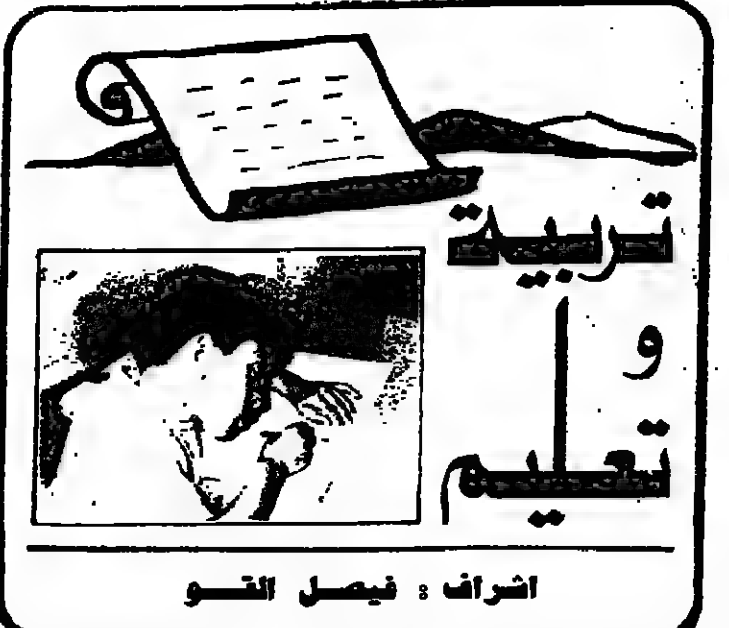 تربية
و
تعليم
اشراف : فيصل القو